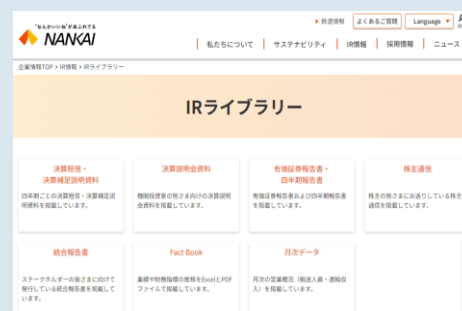 'なんかいいね'があふれてる
NANKAI
鉄道情報
よくあるご質問
Language
私たちについて
サステナビリティ
IR情報
採用情報
ニュース
企業情報TOP > IR情報 > IRライブラリー
IRライブラリー
決算短信・
決算補足説明資料
四半期ごとの決算短信・決算補足説
明資料を掲載しています。
決算説明会資料
機関投資家の皆さま向けの決算説明
会資料を掲載しています。
有価証券報告書・
四半期報告書
有価証券報告書および四半期報告書
を掲載しています。
株主通信
株主の皆さまにお送りしている株主
通信を掲載しています。
統合報告書
ステークホルダーの皆さまに向けて
発行している統合報告書を掲載して
います。
Fact Book
業績や財務指標の推移をExcelとPDF
ファイルで掲載しています。
月次データ
月次の営業概況（輸送人員・運輸収
入）を掲載しています。